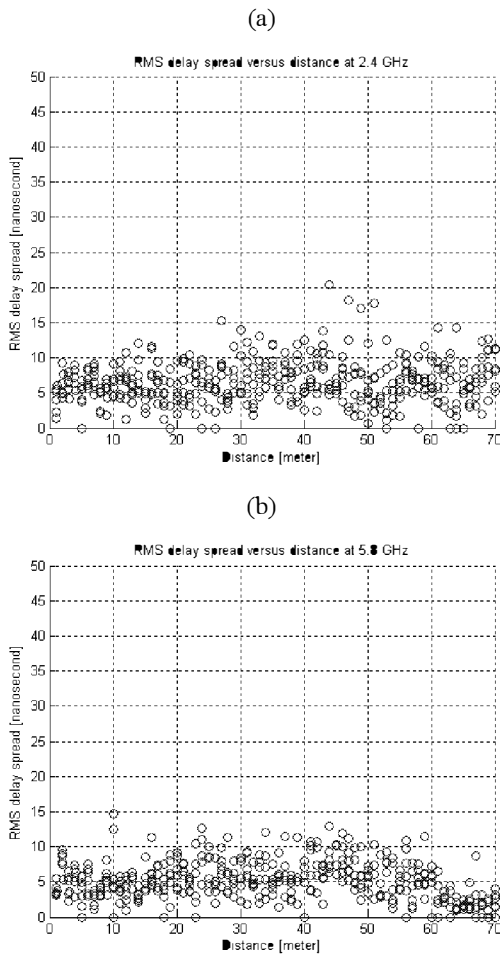 (a)
RMS delay spread versus distance at 2.4 GHz
50
45
40
35
30
25
20
15
10
5
0
RMS delay spread [nanosecond]
0 10 20 30 40 50 60 70
Distance [meter]
(b)
RMS delay spread versus distance at 5.8 GHz
50
45
40
35
30
25
20
15
10
5
0
RMS delay spread [nanosecond]
0 10 20 30 40 50 60 70
Distance [meter]